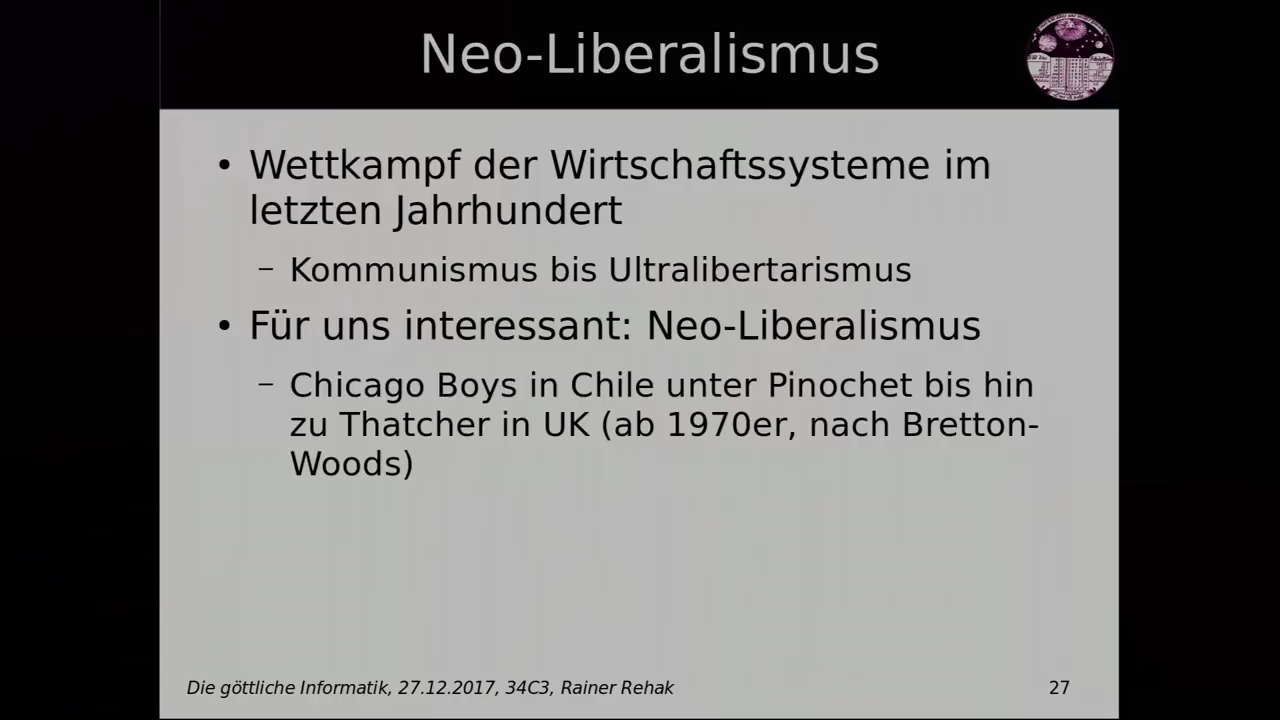 Neo-Liberalismus
• Wettkampf der Wirtschaftssysteme im
letzten Jahrhundert
– Kommunismus bis Ultralibertarismus
• Für uns interessant: Neo-Liberalismus
– Chicago Boys in Chile unter Pinochet bis hin
zu Thatcher in UK (ab 1970er, nach Bretton-
Woods)
Die göttliche Informatik, 27.12.2017, 34C3, Rainer Rehak
27